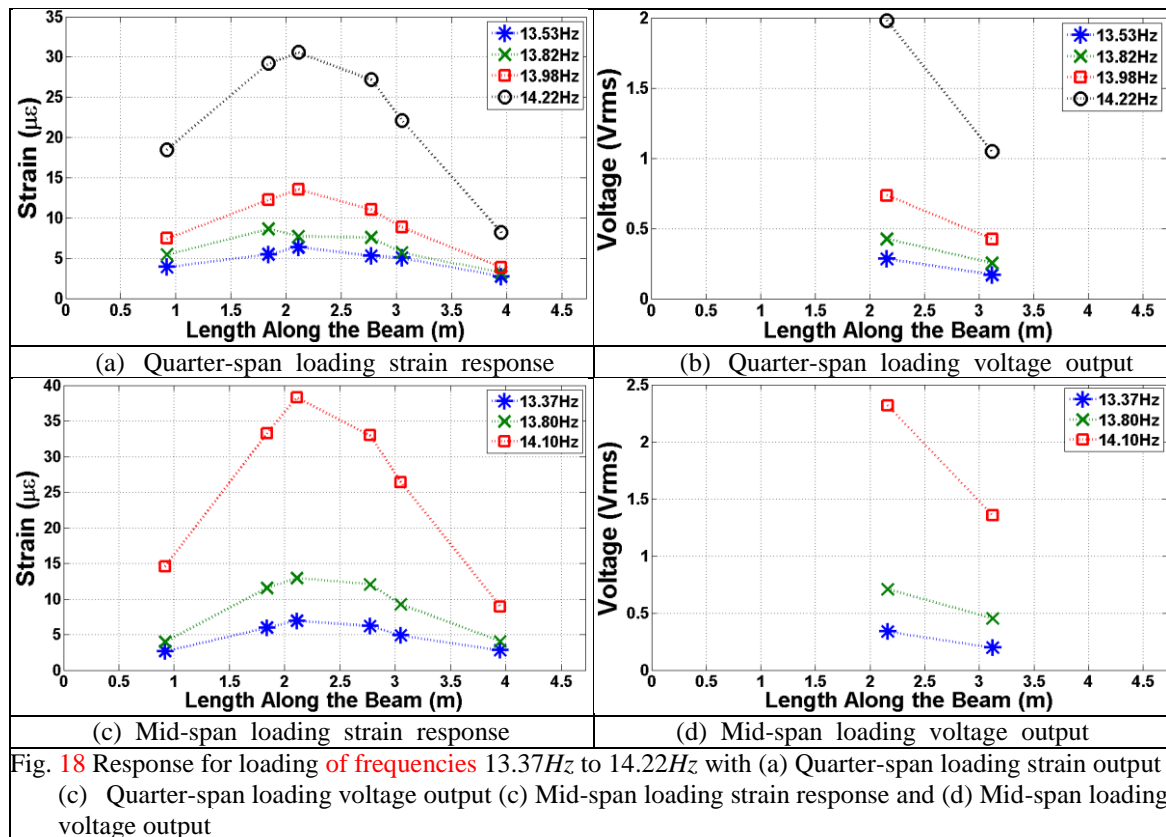 35
30
25
20
15
10
5
0
Strain (με)
0 0.5 1 1.5 2 2.5 3 3.5 4 4.5
Length Along the Beam (m)
13.53Hz
13.82Hz
13.98Hz
14.22Hz
(a) Quarter-span loading strain response
2
1.5
1
0.5
0
Voltage (Vrms)
0 0.5 1 1.5 2 2.5 3 3.5 4 4.5
Length Along the Beam (m)
13.53Hz
13.82Hz
13.98Hz
14.22Hz
(b) Quarter-span loading voltage output
40
35
30
25
20
15
10
5
0
Strain (με)
0 0.5 1 1.5 2 2.5 3 3.5 4 4.5
Length Along the Beam (m)
13.37Hz
13.80Hz
14.10Hz
(c) Mid-span loading strain response
2.5
2
1.5
1
0.5
0
Voltage (Vrms)
0 0.5 1 1.5 2 2.5 3 3.5 4 4.5
Length Along the Beam (m)
13.37Hz
13.80Hz
14.10Hz
(d) Mid-span loading voltage output
Fig. 18 Response for loading of frequencies 13.37Hz to 14.22Hz with (a) Quarter-span loading strain output
(c) Quarter-span loading voltage output (c) Mid-span loading strain response and (d) Mid-span loading
voltage output